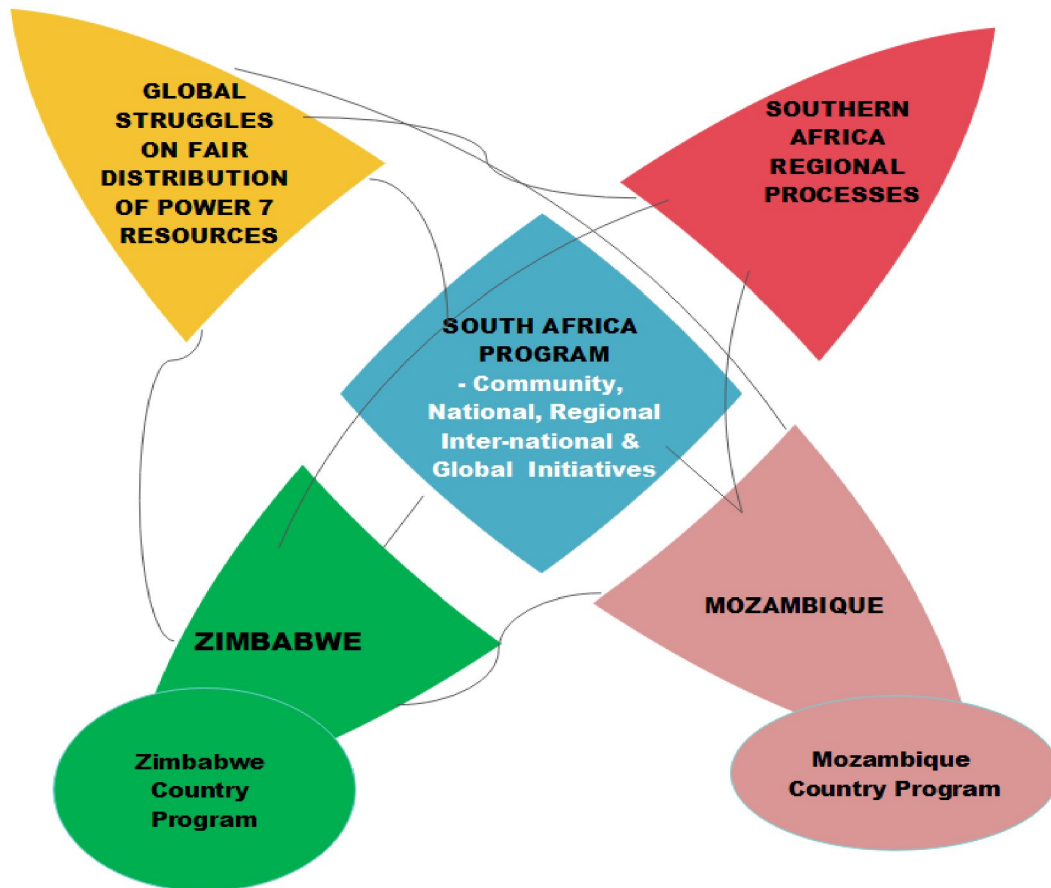 GLOBAL
STRUGGLES
ON FAIR
DISTRIBUTION
OF POWER 7
RESOURCES
SOUTHERN
AFRICA
REGIONAL
PROCESSES
SOUTH AFRICA
PROGRAM
- Community,
National, Regional
Inter-national &
Global Initiatives
ZIMBABWE
MOZAMBIQUE
Zimbabwe
Country
Program
Mozambique
Country Program